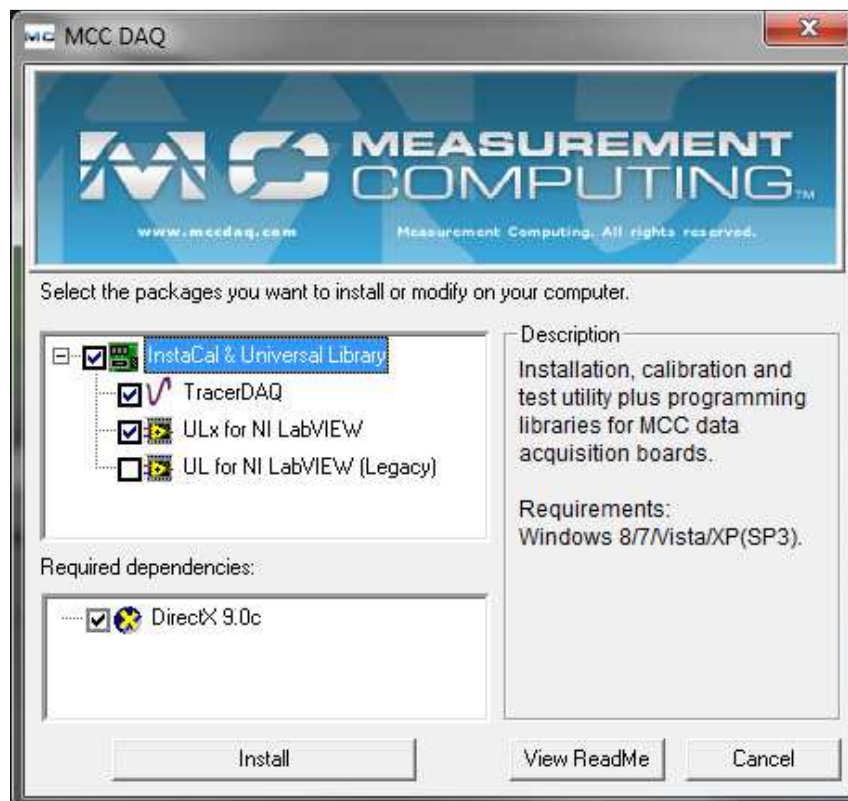 MCC DAQ
MC MEASUREMENT
COMPUTING™
www.mccdaq.com Measurement Computing. All rights reserved.
Select the packages you want to install or modify on your computer.
InstaCal & Universal Library
TracerDAQ
ULx for NI LabVIEW
UL for NI LabVIEW (Legacy)
Description
Installation, calibration and
test utility plus programming
libraries for MCC data
acquisition boards.
Requirements:
Windows 8/7/Vista/XP(SP3).
Required dependencies:
DirectX 9.0c
Install
View ReadMe
Cancel